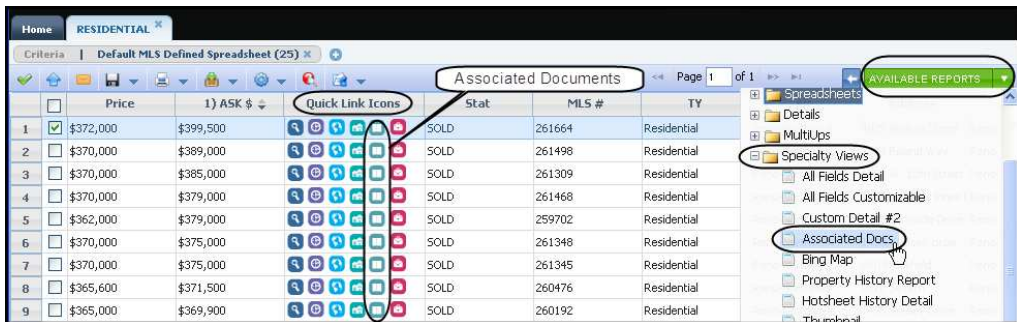 Home RESIDENTIAL ×
Criteria | Default MLS Defined Spreadsheet (25) ×
Associated Documents
Page 1 of 1
AVAILABLE REPORTS
Price 1) ASK $ Quick Link Icons Stat MLS # TY
1 $372,000 $399,500 SOLD 261664 Residential
2 $370,000 $389,000 SOLD 261498 Residential
3 $370,000 $385,000 SOLD 261309 Residential
4 $370,000 $379,000 SOLD 261468 Residential
5 $362,000 $379,000 SOLD 259702 Residential
6 $370,000 $375,000 SOLD 261348 Residential
7 $370,000 $375,000 SOLD 261345 Residential
8 $365,600 $371,500 SOLD 260476 Residential
9 $365,000 $369,900 SOLD 260192 Residential
Spreadsheets
Details
MultiUps
Specialty Views
All Fields Detail
All Fields Customizable
Custom Detail #2
Associated Docs
Bing Map
Property History Report
Hotsheet History Detail
Thumbnail